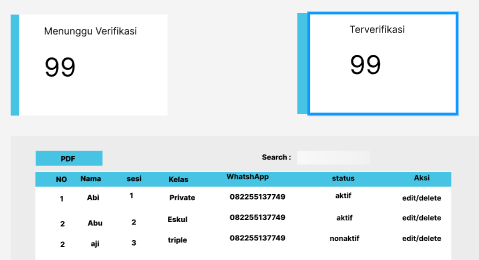 Menunggu Verifikasi
99
Terverifikasi
99
PDF
Search :
NO Nama sesi Kelas WhatshApp status Aksi
1 Abi 1 Private 082255137749 aktif edit/delete
2 Abu 2 Eskul 082255137749 aktif edit/delete
2 aji 3 triple 082255137749 nonaktif edit/delete